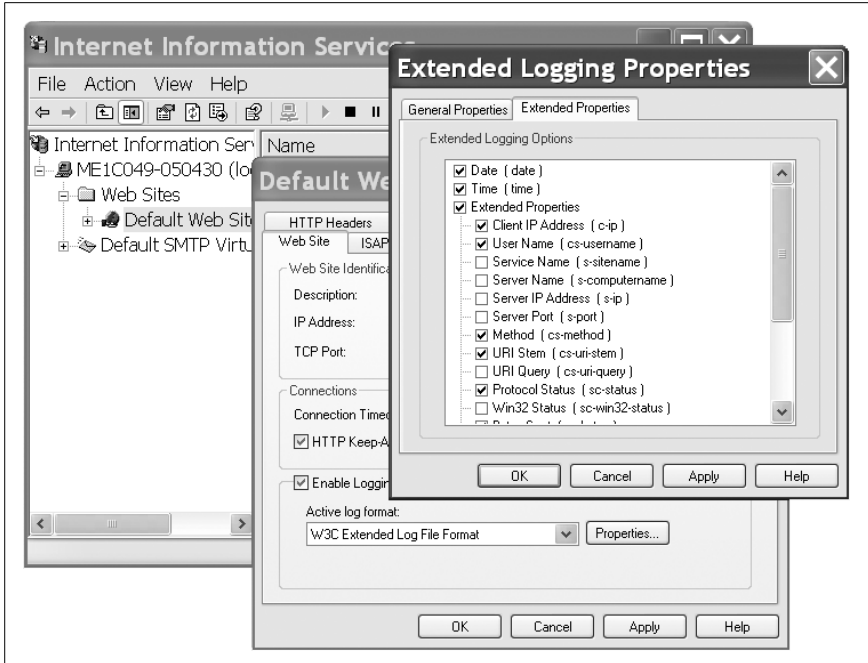 Internet Information Services
File Action View Help
Internet Information Ser
ME1C049-050430 (lo
Web Sites
Default Web Sit
Default SMTP Virtu
Name
Default We
HTTP Headers
Web Site ISAP
Web Site Identifica
Description:
IP Address:
TCP Port:
Connections
Connection Timeo
HTTP Keep-A
Enable Loggin
Active log format:
W3C Extended Log File Format Properties...
OK Cancel Apply Help
Extended Logging Properties
General Properties Extended Properties
Extended Logging Options
Date ( date )
Time ( time )
Extended Properties
Client IP Address ( c-ip )
User Name ( cs-username )
Service Name ( s-sitename )
Server Name ( s-computername )
Server IP Address ( s-ip )
Server Port ( s-port )
Method ( cs-method )
URI Stem ( cs-uri-stem )
URI Query ( cs-uri-query )
Protocol Status ( sc-status )
Win32 Status ( sc-win32-status )
OK Cancel Apply Help